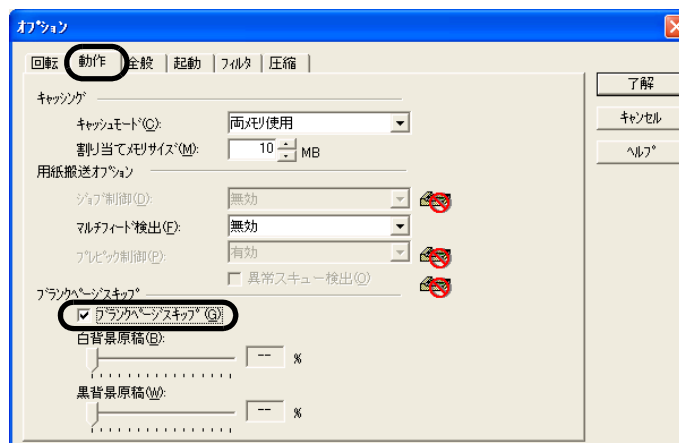 オプション
回転 動作 全般 起動 フィルタ 圧縮
了解
キャンセル
ヘルプ
キャッシング
キャッシュモード(C): 両メモリ使用
割り当てメモリサイズ(M): 10 MB
用紙搬送オプション
ジョブ制御(D): 無効
マルチフィード検出(F): 無効
プレピック制御(P): 有効
異常スキュー検出(O)
ブランクページスキップ
ブランクページスキップ(G)
白背景原稿(B):
-- %
黒背景原稿(W):
-- %